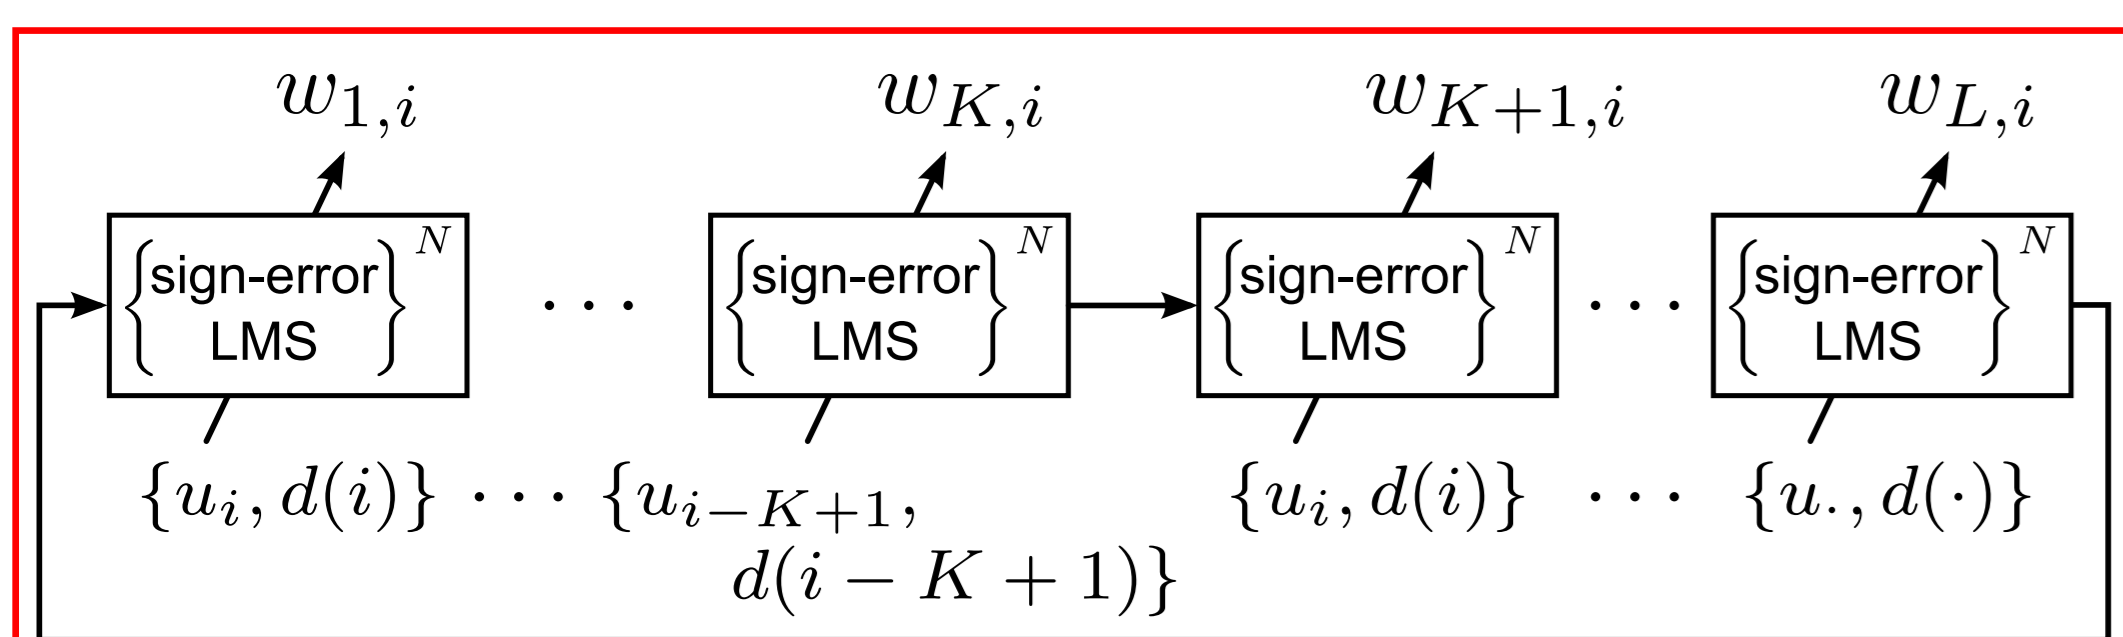 w_{1,i} w_{K,i} w_{K+1,i} w_{L,i}
{sign-error LMS}^N ··· {sign-error LMS}^N {sign-error LMS}^N ··· {sign-error LMS}^N
{u_i, d(i)} ··· {u_{i−K+1}, d(i − K + 1)} {u_i, d(i)} ··· {u_·, d(·)}